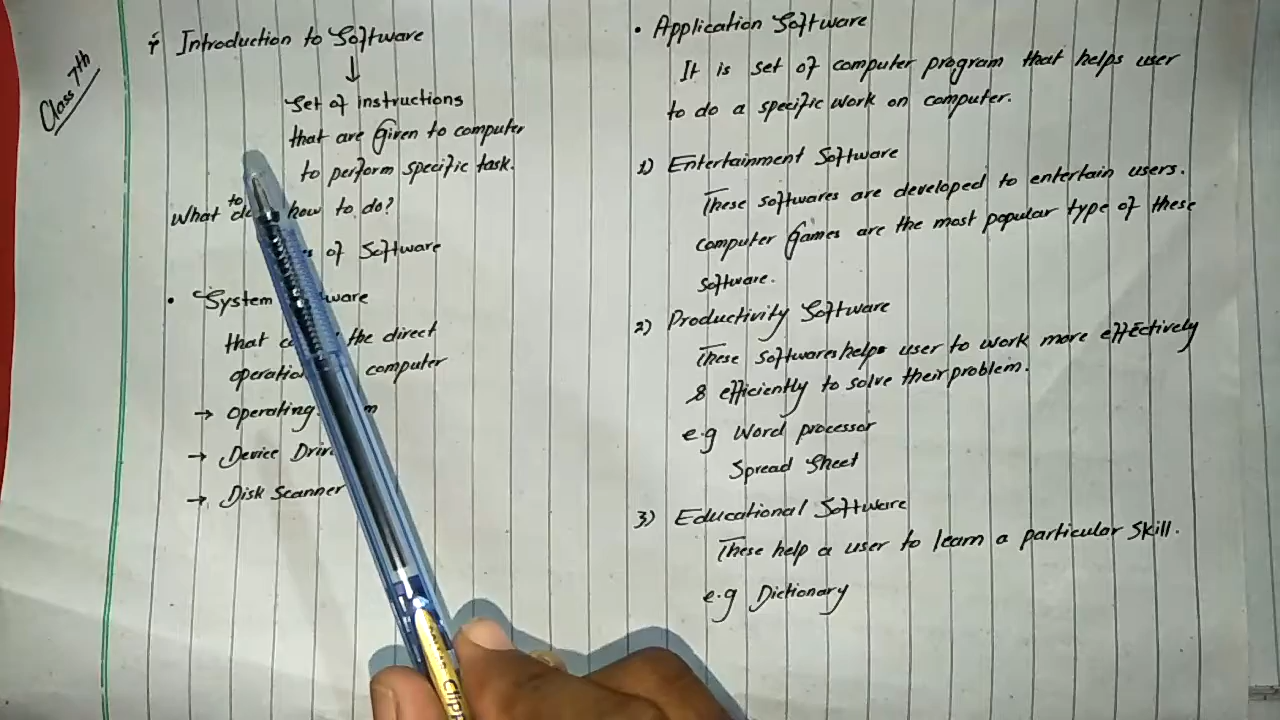 Class 7th
Introduction to Software
↓
Set of instructions
that are Given to computer
to perform specific task.
What to how to do?
of Software
• System
that the direct
computer
→ Operating
→ Device
→ Disk Scanner
• Application Software
It is set of computer program that helps user
to do a specific work on computer.
1) Entertainment Software
These softwares are developed to entertain users.
computer Games are the most popular type of these
software.
2) Productivity Software
These softwares help user to work more effectively
& efficiently to solve their problem.
e.g Word processor
Spread Sheet
3) Educational Software
These help a user to learn a particular skill.
e.g Dictionary